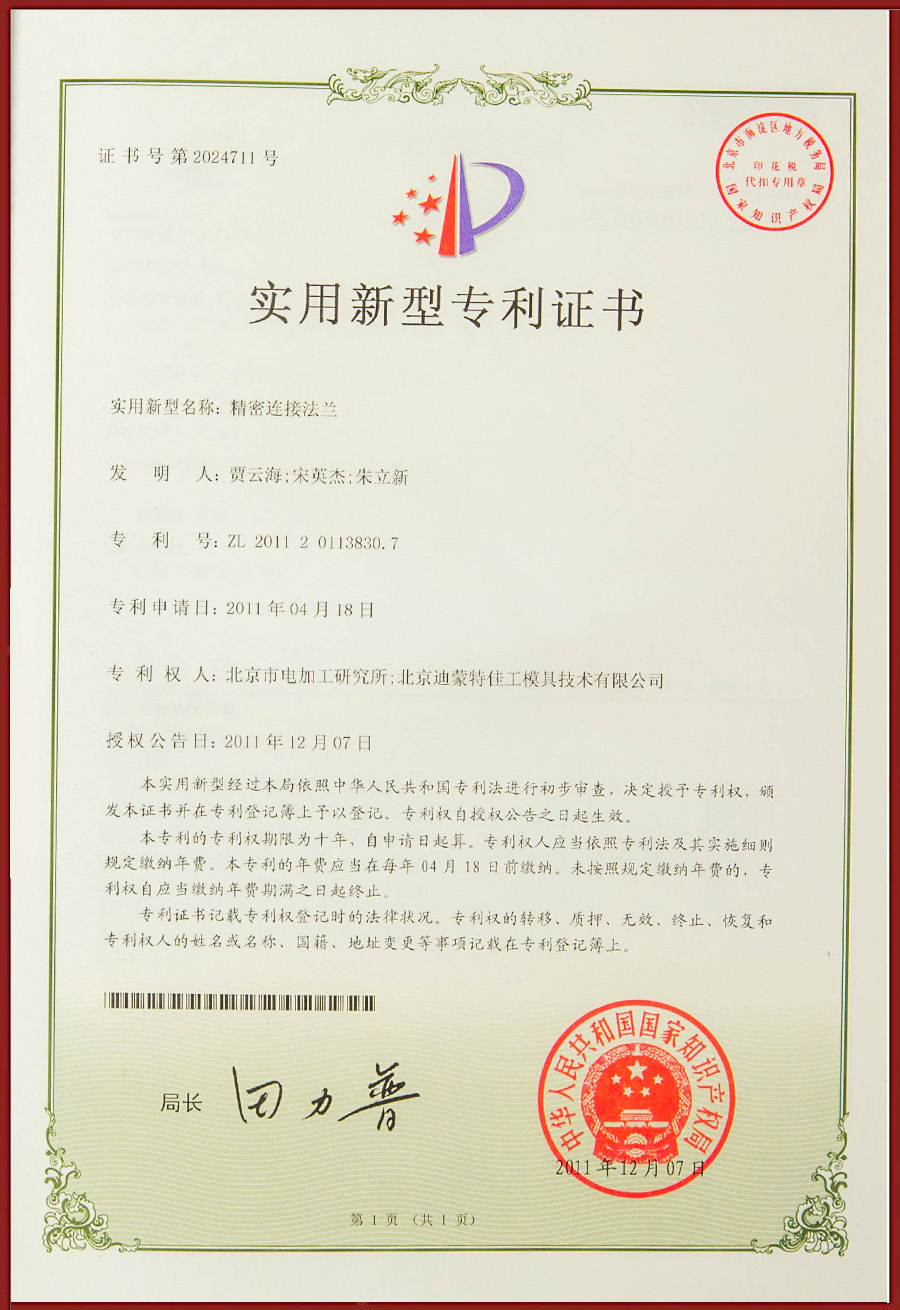 证书号第2024711号
北京市海淀区地方税务局
印花税
代扣专用章
国家知识产权局
实用新型专利证书
实用新型名称：精密连接法兰
发 明 人：贾云海;宋英杰;朱立新
专 利 号：ZL 2011 2 0113830.7
专利申请日：2011年04月18日
专 利 权 人：北京市电加工研究所;北京迪蒙特佳工模具技术有限公司
授权公告日：2011年12月07日
本实用新型经过本局依照中华人民共和国专利法进行初步审查，决定授予专利权，颁
发本证书并在专利登记簿上予以登记。专利权自授权公告之日起生效。
本专利的专利权期限为十年，自申请日起算。专利权人应当依照专利法及其实施细则
规定缴纳年费。本专利的年费应当在每年04月18日前缴纳。未按照规定缴纳年费的，专
利权自应当缴纳年费期满之日起终止。
专利证书记载专利权登记时的法律状况。专利权的转移、质押、无效、终止、恢复和
专利权人的姓名或名称、国籍、地址变更等事项记载在专利登记簿上。
局长 田力普
中华人民共和国国家知识产权局
2011年12月07日
第1页 （共1页）